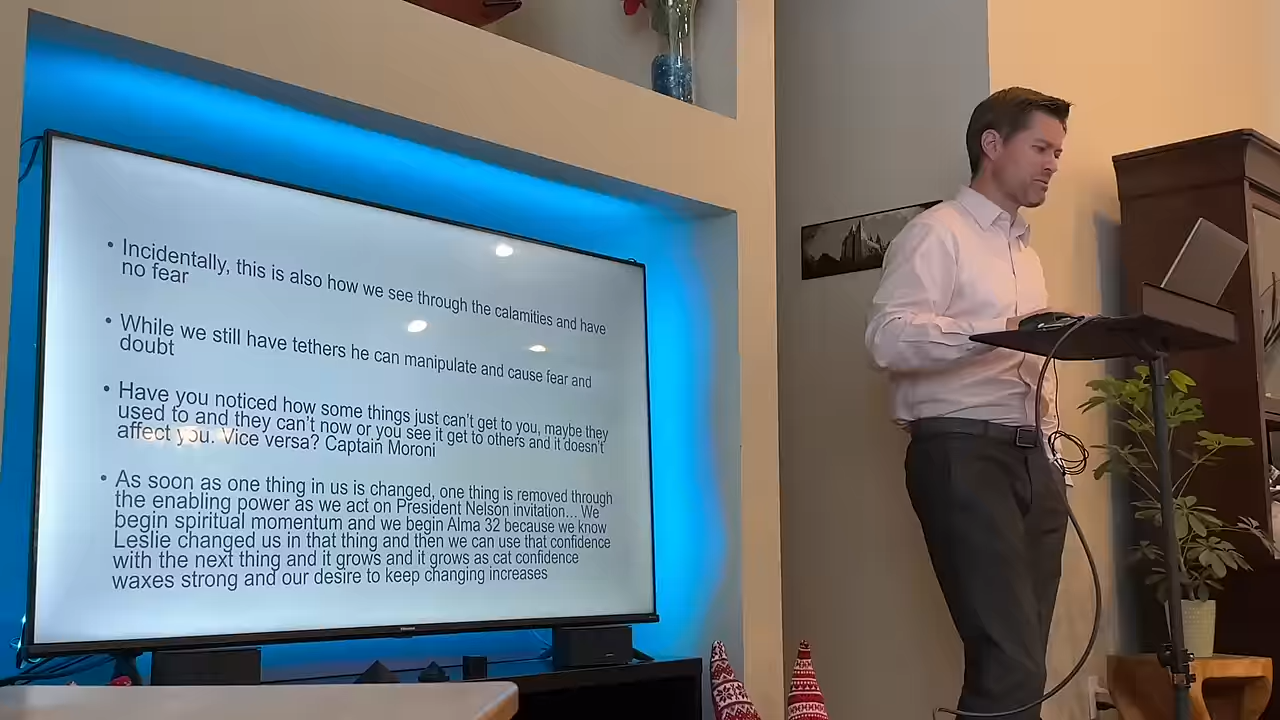 • Incidentally, this is also how we see through the calamities and have
no fear
• While we still have tethers he can manipulate and cause fear and
doubt
• Have you noticed how some things just can't get to you, maybe they
used to and they can't now or you see it get to others and it doesn't
affect you. Vice versa? Captain Moroni
• As soon as one thing in us is changed, one thing is removed through
the enabling power as we act on President Nelson invitation... We
begin spiritual momentum and we begin Alma 32 because we know
Leslie changed us in that thing and then we can use that confidence
with the next thing and it grows and it grows as cat confidence
waxes strong and our desire to keep changing increases